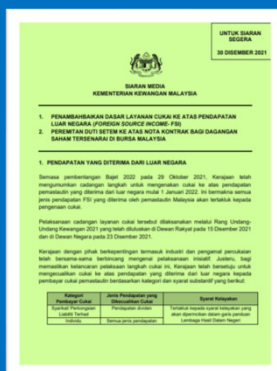 UNTUK SIARAN
SEGERA
30 DISEMBER 2021
SIARAN MEDIA
KEMENTERIAN KEWANGAN MALAYSIA
1. PENAMBAHBAIKAN DASAR LAYANAN CUKAI KE ATAS PENDAPATAN
LUAR NEGARA (FOREIGN SOURCE INCOME- FSI)
2. PEREMITAN DUTI SETEM KE ATAS NOTA KONTRAK BAGI DAGANGAN
SAHAM TERSENARAI DI BURSA MALAYSIA
1. PENDAPATAN YANG DITERIMA DARI LUAR NEGARA
Semasa pembentangan Bajet 2022 pada 29 Oktober 2021, Kerajaan telah
mengumumkan cadangan langkah untuk mengenakan cukai ke atas pendapatan
pemastautin yang diterima dari luar negara mulai 1 Januari 2022. Ini bermakna semua
jenis pendapatan FSI yang diterima oleh pemastautin Malaysia akan tertakluk kepada
pengenaan cukai.
Pelaksanaan cadangan layanan cukai tersebut dilaksanakan melalui Rang Undang-
Undang Kewangan 2021 yang telah diluluskan di Dewan Rakyat pada 15 Disember 2021
dan di Dewan Negara pada 23 Disember 2021.
Kerajaan dengan pihak berkepentingan termasuk industri dan pengamal percukaian
telah bersama-sama berbincang mengenai pelaksanaan inisiatif. Justeru, bagi
memastikan kelancaran pelaksanaan langkah cukai ini, Kerajaan telah bersetuju untuk
mengecualikan cukai ke atas pendapatan yang diterima dari luar negara kepada
pembayar cukai pemastautin berdasarkan kategori dan syarat substantif yang berikut.
Kategori Pembayar Cukai Jenis Pendapatan yang Dikecualikan Cukai Syarat Kelayakan
Syarikat/ Perkongsian Liabiliti Terhad Pendapatan dividen Tertakluk kepada syarat kelayakan yang akan diperincikan dalam garis panduan Lembaga Hasil Dalam Negeri
Individu Semua jenis pendapatan